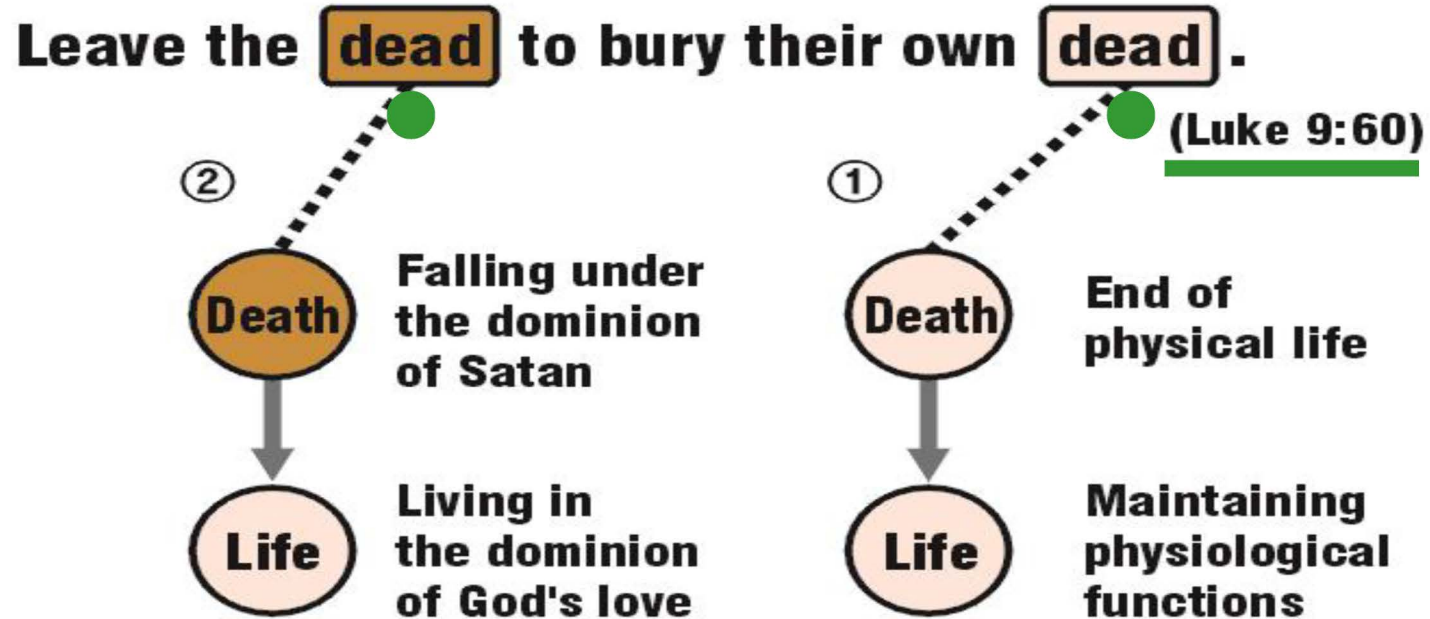 Leave the dead to bury their own dead.
(Luke 9:60)
②
①
Death
Falling under
the dominion
of Satan
Death
End of
physical life
Life
Living in
the dominion
of God's love
Life
Maintaining
physiological
functions